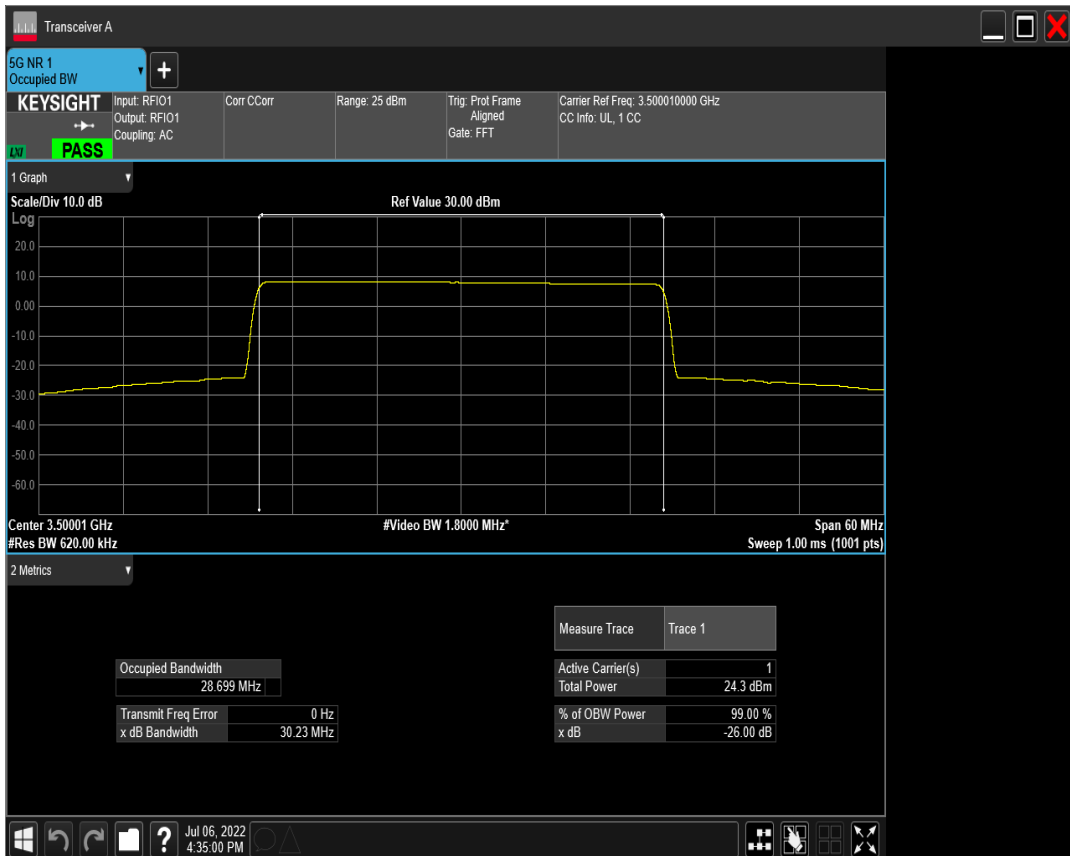 Transceiver A
5G NR 1
Occupied BW
KEYSIGHT
LXI
PASS
Input: RFIO1
Output: RFIO1
Coupling: AC
Corr CCorr
Range: 25 dBm
Trig: Prot Frame
Aligned
Gate: FFT
Carrier Ref Freq: 3.500010000 GHz
CC Info: UL, 1 CC
1 Graph
Scale/Div 10.0 dB
Ref Value 30.00 dBm
Log
20.0
10.0
0.00
-10.0
-20.0
-30.0
-40.0
-50.0
-60.0
Center 3.50001 GHz
#Video BW 1.8000 MHz*
Span 60 MHz
#Res BW 620.00 kHz
Sweep 1.00 ms (1001 pts)
2 Metrics
Measure Trace Trace 1
Occupied Bandwidth
28.699 MHz
Active Carrier(s) 1
Total Power 24.3 dBm
Transmit Freq Error 0 Hz
x dB Bandwidth 30.23 MHz
% of OBW Power 99.00 %
x dB -26.00 dB
Jul 06, 2022
4:35:00 PM